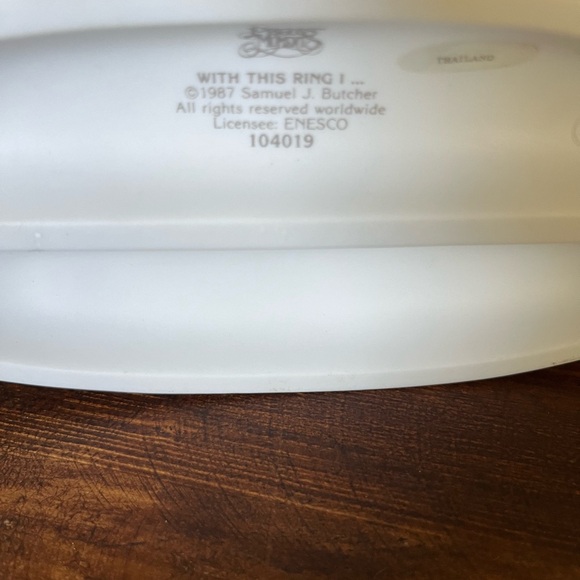 WITH THIS RING I ...
©1987 Samuel J. Butcher
All rights reserved worldwide
Licensee: ENESCO
104019
THAILAND